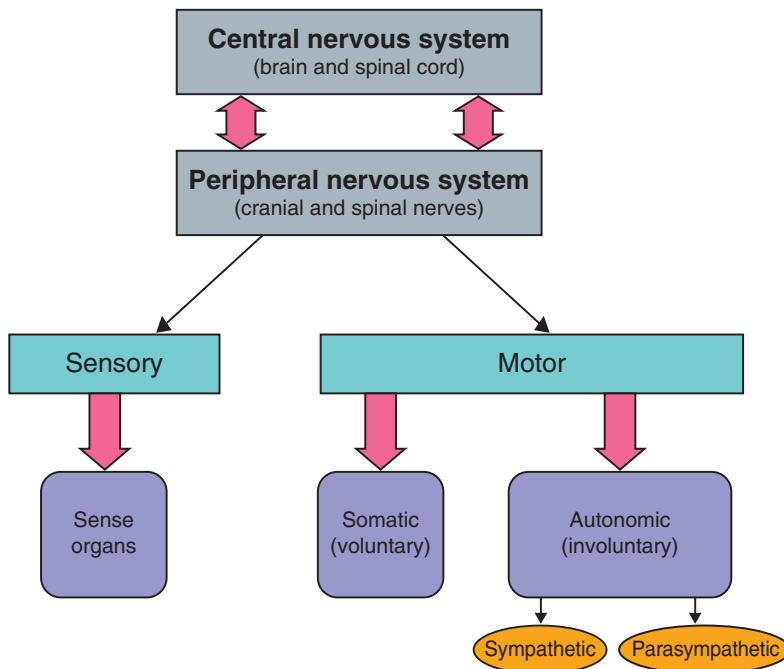 Central nervous system
(brain and spinal cord)
Peripheral nervous system
(cranial and spinal nerves)
Sensory
Motor
Sense
organs
Somatic
(voluntary)
Autonomic
(involuntary)
Sympathetic
Parasympathetic